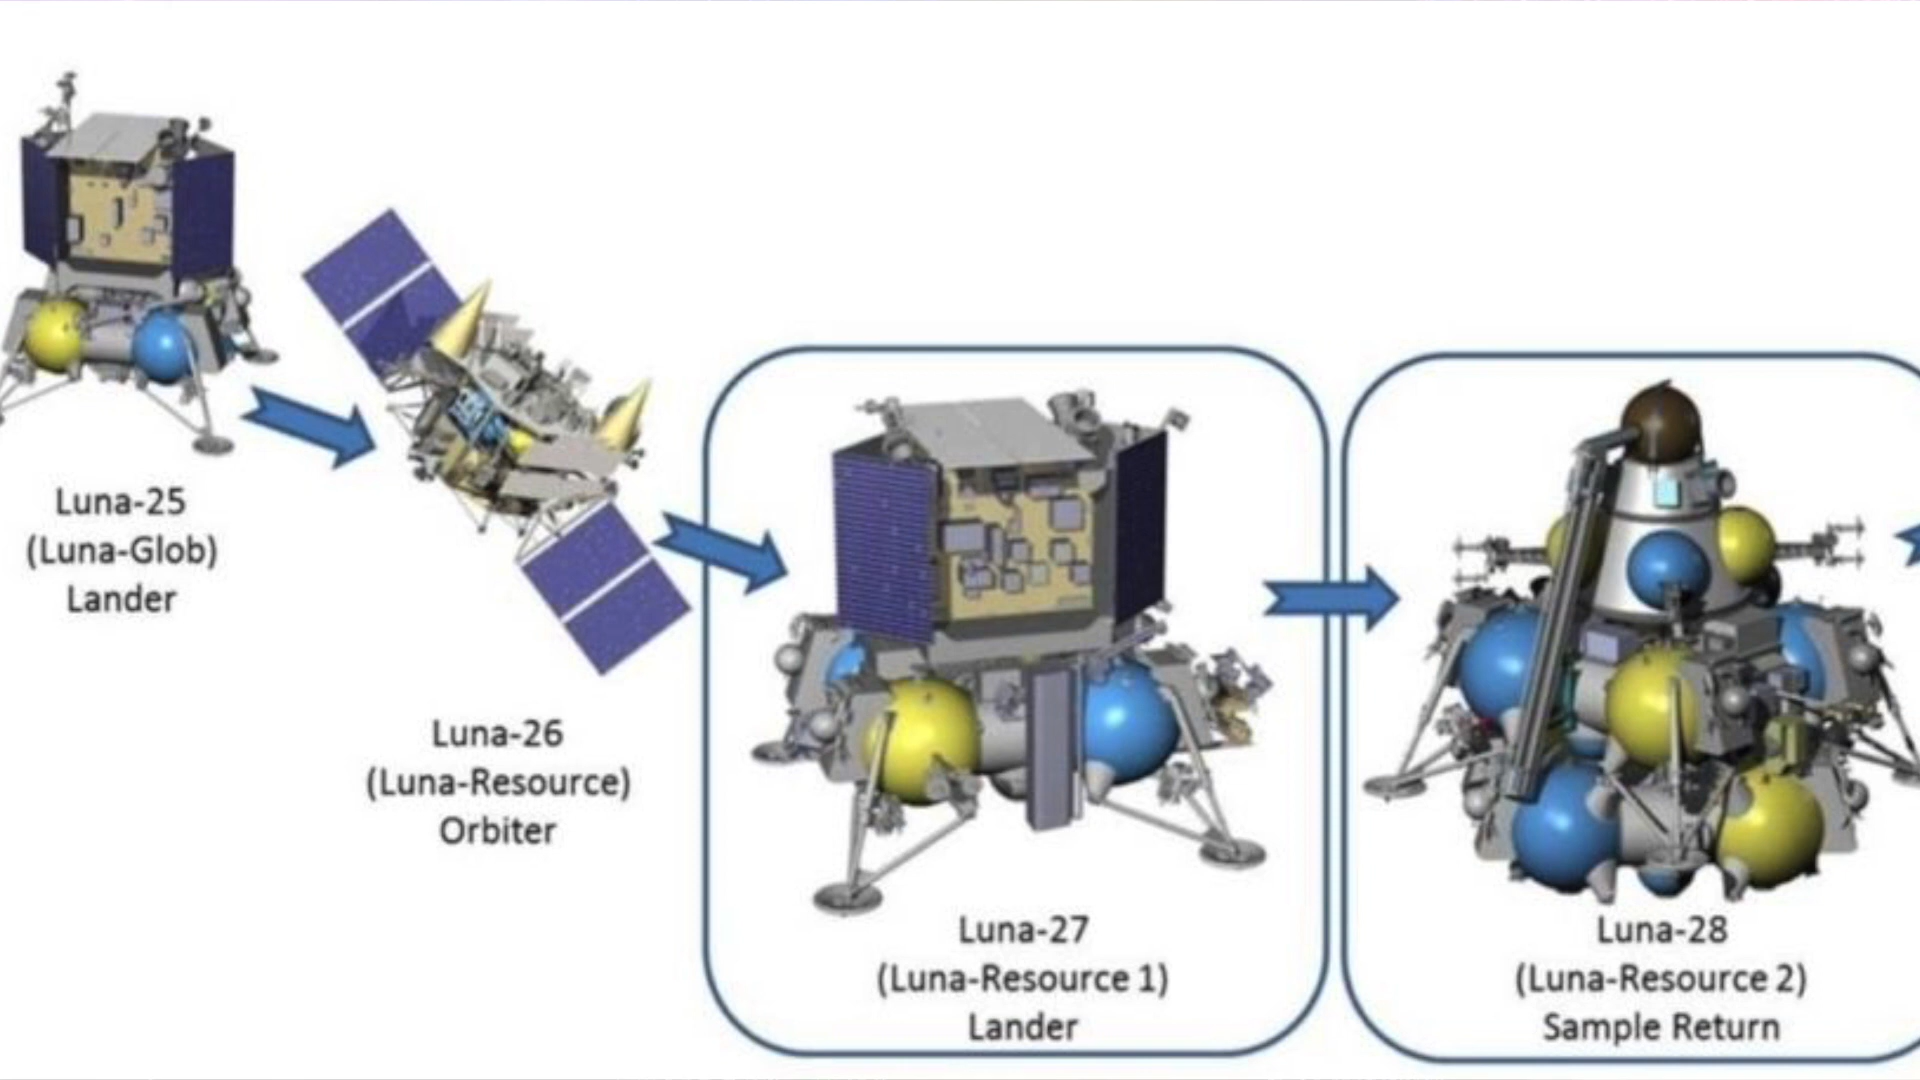 Luna-25
(Luna-Glob)
Lander
Luna-26
(Luna-Resource)
Orbiter
Luna-27
(Luna-Resource 1)
Lander
Luna-28
(Luna-Resource 2)
Sample Return